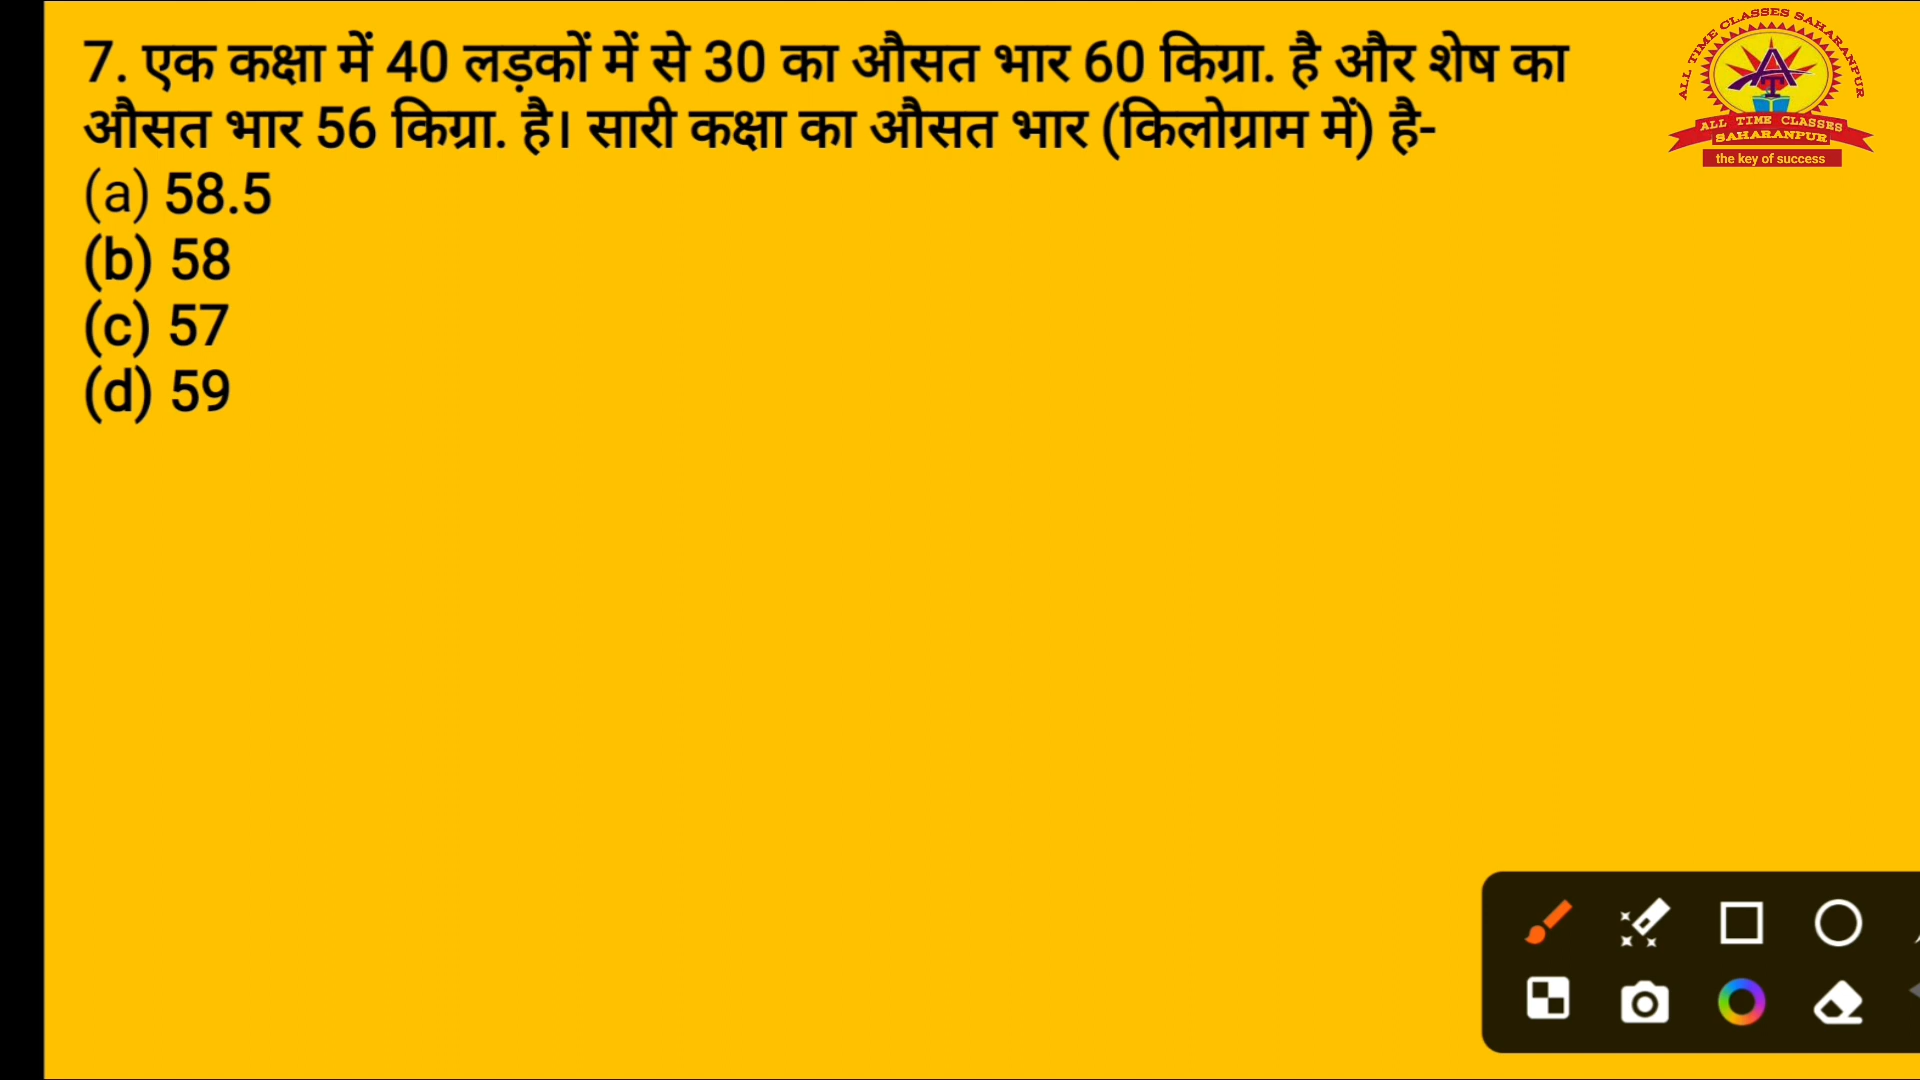 7. एक कक्षा में 40 लड़कों में से 30 का औसत भार 60 किग्रा. है और शेष का
औसत भार 56 किग्रा. है। सारी कक्षा का औसत भार (किलोग्राम में) है-
(a) 58.5
(b) 58
(c) 57
(d) 59
ALL TIME CLASSES SAHARANPUR
ALL TIME CLASSES
SAHARANPUR
the key of success